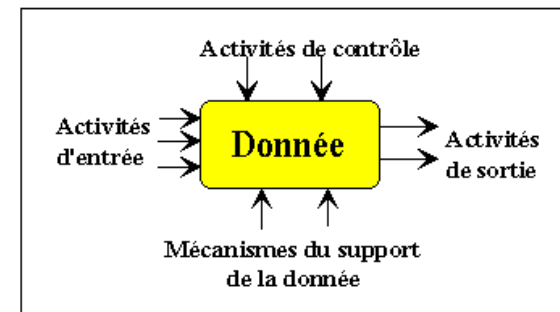 Activités de contrôle
Activités
d'entrée
Donnée
Activités
de sortie
Mécanismes du support
de la donnée